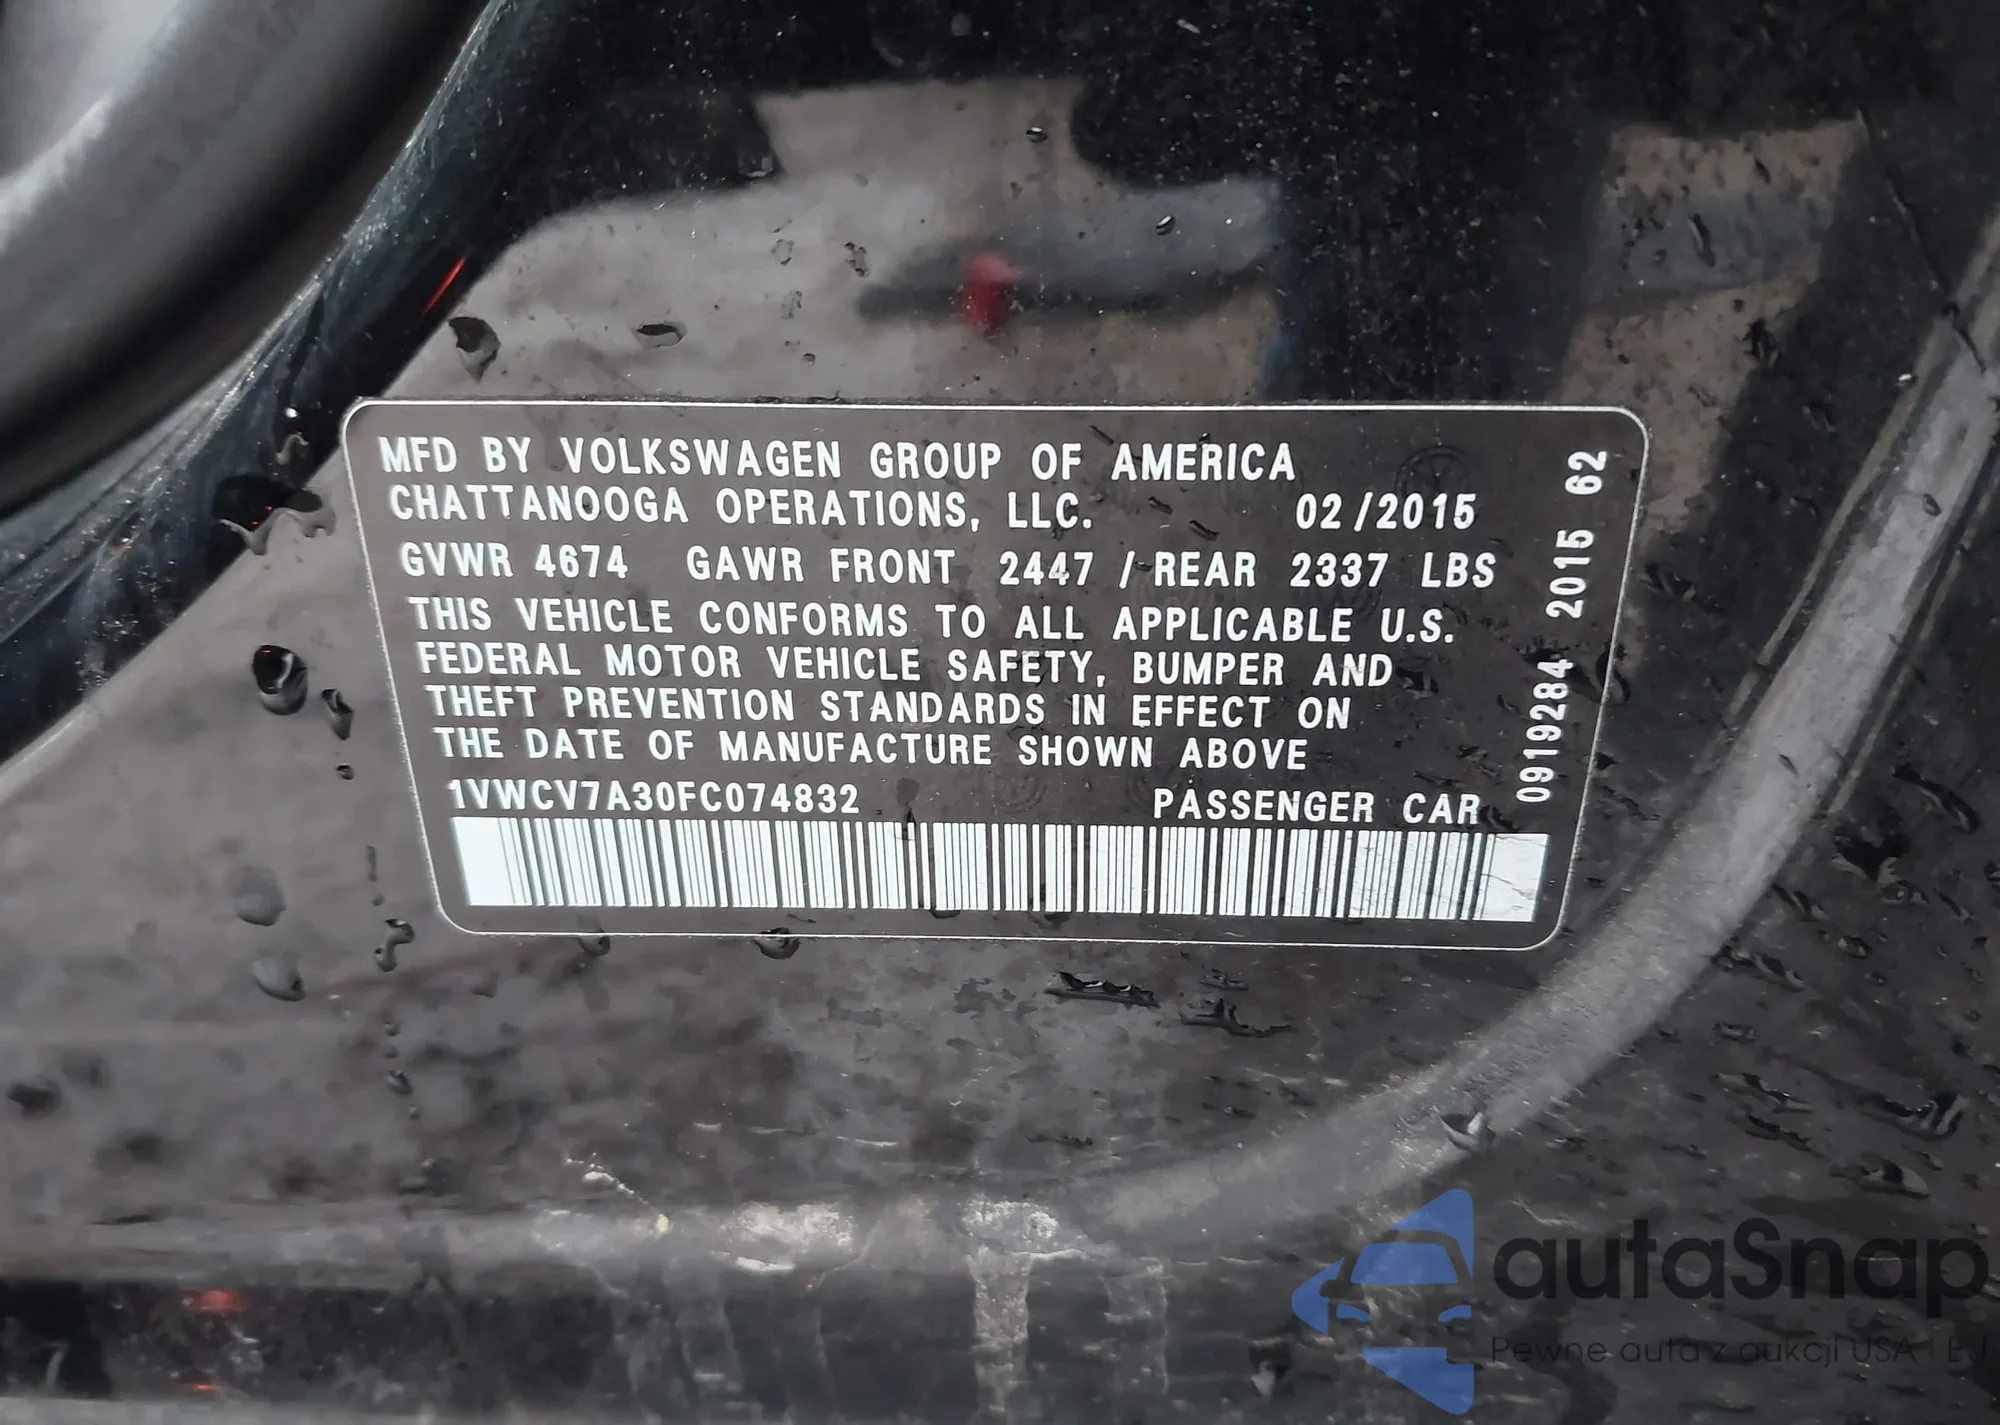 MFD BY VOLKSWAGEN GROUP OF AMERICA
CHATTANOOGA OPERATIONS, LLC. 02/2015
GVWR 4674 GAWR FRONT 2447 / REAR 2337 LBS
THIS VEHICLE CONFORMS TO ALL APPLICABLE U.S.
FEDERAL MOTOR VEHICLE SAFETY, BUMPER AND
THEFT PREVENTION STANDARDS IN EFFECT ON
THE DATE OF MANUFACTURE SHOWN ABOVE
1VWCV7A30FC074832 PASSENGER CAR
0919284 2015 62
autaSnap
Pewne auta z aukcji USA i EU